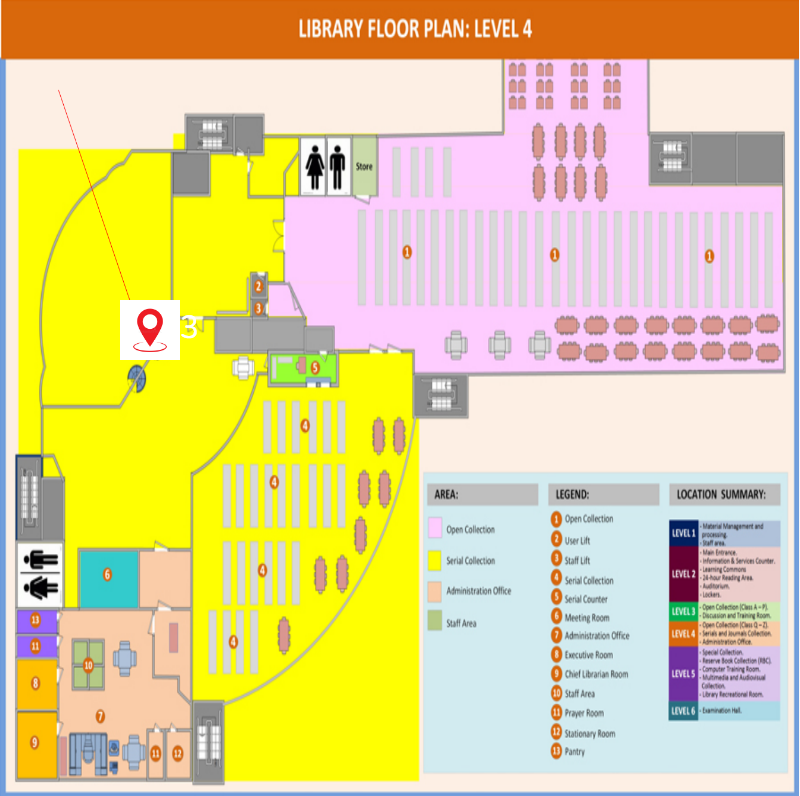 LIBRARY FLOOR PLAN: LEVEL 4
Store
1
1
1
2
3
3
5
4
4
4
4
6
13
11
8
9
10
7
11
12
AREA:
Open Collection
Serial Collection
Administration Office
Staff Area
LEGEND:
1 Open Collection
2 User Lift
3 Staff Lift
4 Serial Collection
5 Serial Counter
6 Meeting Room
7 Administration Office
8 Executive Room
9 Chief Librarian Room
10 Staff Area
11 Prayer Room
12 Stationary Room
13 Pantry
LOCATION SUMMARY:
LEVEL 1
- Material Management and
processing.
- Staff area.
LEVEL 2
- Main Entrance.
- Information & Services Counter.
- Learning Commons
- 24-hour Reading Area.
- Auditorium.
- Lockers.
LEVEL 3
- Open Collection (Class A – P).
- Discussion and Training Room.
LEVEL 4
- Open Collection (Class Q – Z).
- Serials and Journals Collection.
- Administration Office.
LEVEL 5
- Special Collection.
- Reserve Book Collection (RBC).
- Computer Training Room.
- Multimedia and Audiovisual
Collection.
- Library Recreational Room.
LEVEL 6
- Examination Hall.